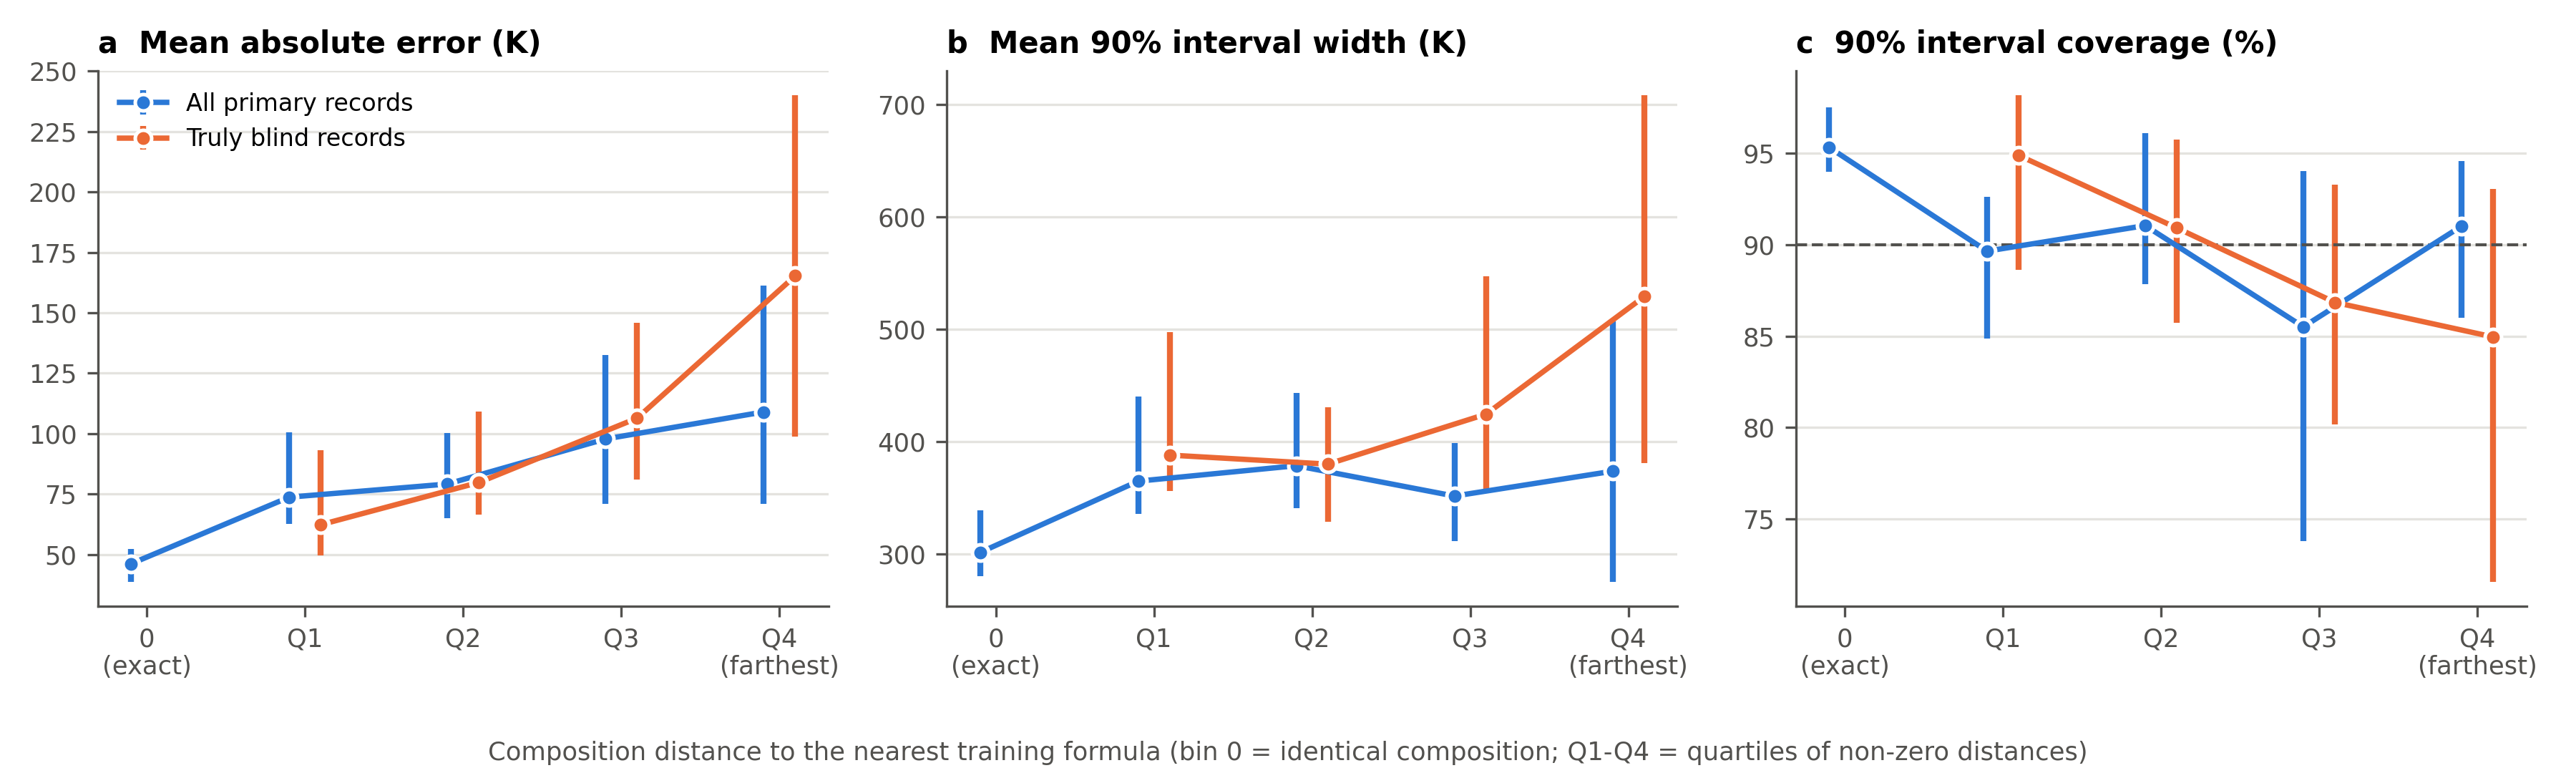 a Mean absolute error (K)
250
225
200
175
150
125
100
75
50
All primary records
Truly blind records
0
(exact)
Q1
Q2
Q3
Q4
(farthest)
b Mean 90% interval width (K)
700
600
500
400
300
0
(exact)
Q1
Q2
Q3
Q4
(farthest)
c 90% interval coverage (%)
95
90
85
80
75
0
(exact)
Q1
Q2
Q3
Q4
(farthest)
Composition distance to the nearest training formula (bin 0 = identical composition; Q1-Q4 = quartiles of non-zero distances)